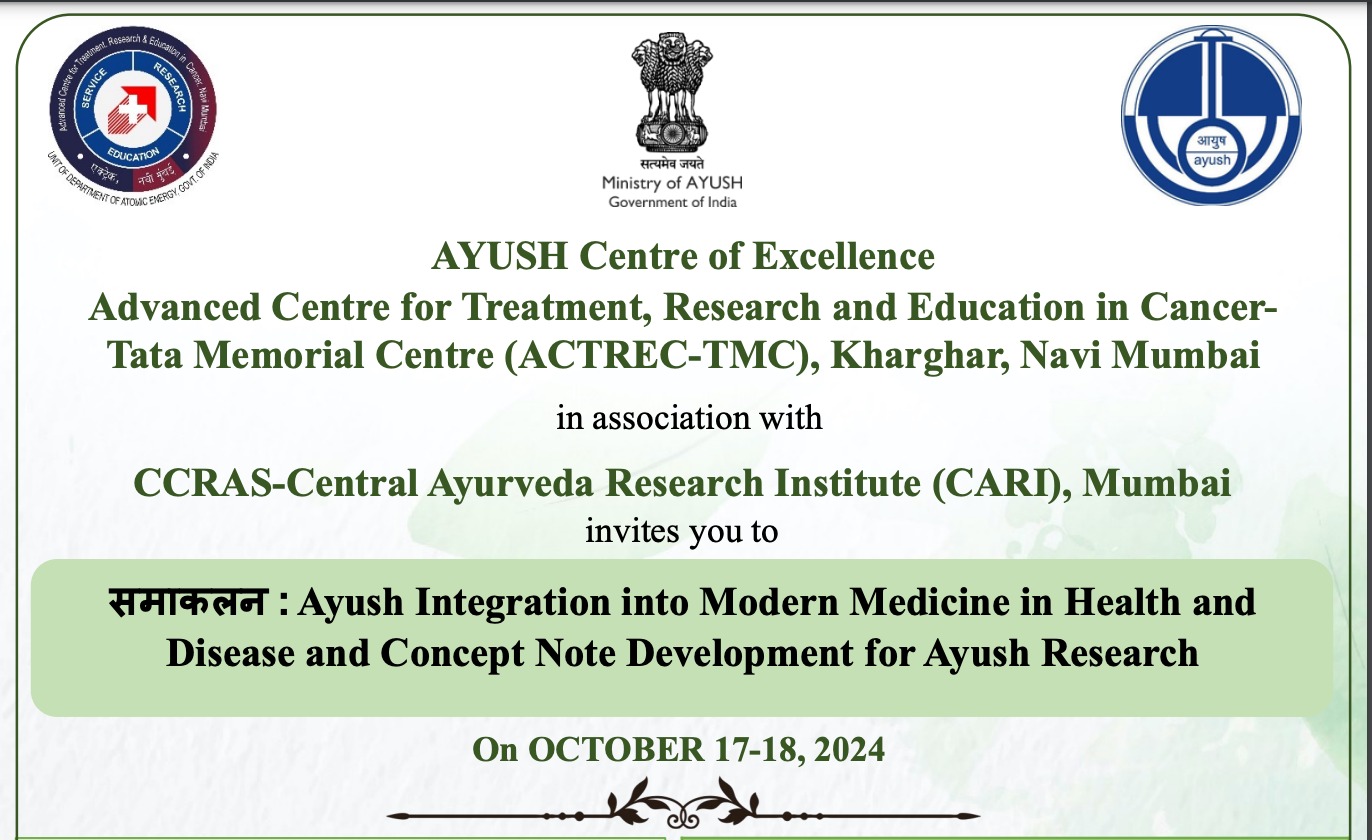 Advanced Centre for Treatment, Research & Education in Cancer, Navi Mumbai
SERVICE
RESEARCH
EDUCATION
एक्ट्रेक, नवी मुंबई
UNIT OF DEPARTMENT OF ATOMIC ENERGY, GOVT. OF INDIA
सत्यमेव जयते
Ministry of AYUSH
Government of India
आयुष
ayush
AYUSH Centre of Excellence
Advanced Centre for Treatment, Research and Education in Cancer-
Tata Memorial Centre (ACTREC-TMC), Kharghar, Navi Mumbai
in association with
CCRAS-Central Ayurveda Research Institute (CARI), Mumbai
invites you to
समाकलन : Ayush Integration into Modern Medicine in Health and
Disease and Concept Note Development for Ayush Research
On OCTOBER 17-18, 2024